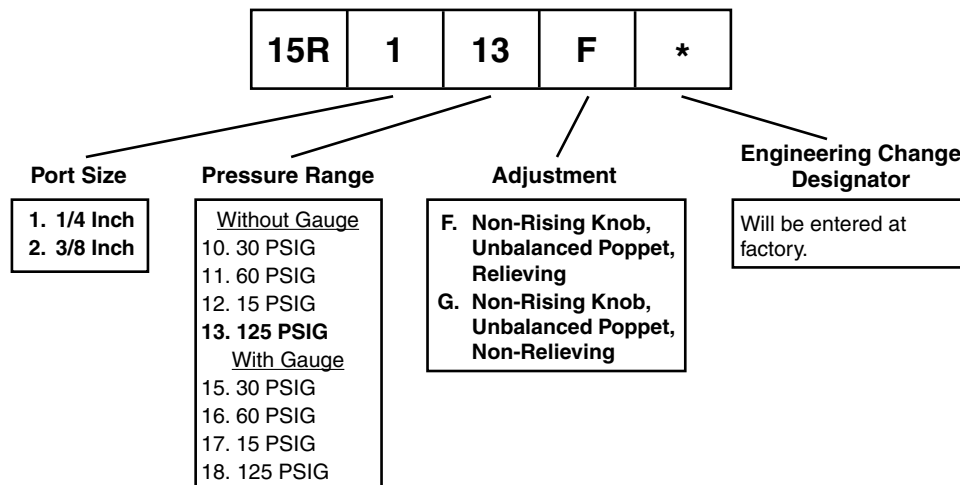 15R 1 13 F *
Port Size
1. 1/4 Inch
2. 3/8 Inch
Pressure Range
Without Gauge
10. 30 PSIG
11. 60 PSIG
12. 15 PSIG
13. 125 PSIG
With Gauge
15. 30 PSIG
16. 60 PSIG
17. 15 PSIG
18. 125 PSIG
Adjustment
F. Non-Rising Knob,
Unbalanced Poppet,
Relieving
G. Non-Rising Knob,
Unbalanced Poppet,
Non-Relieving
Engineering Change
Designator
Will be entered at
factory.